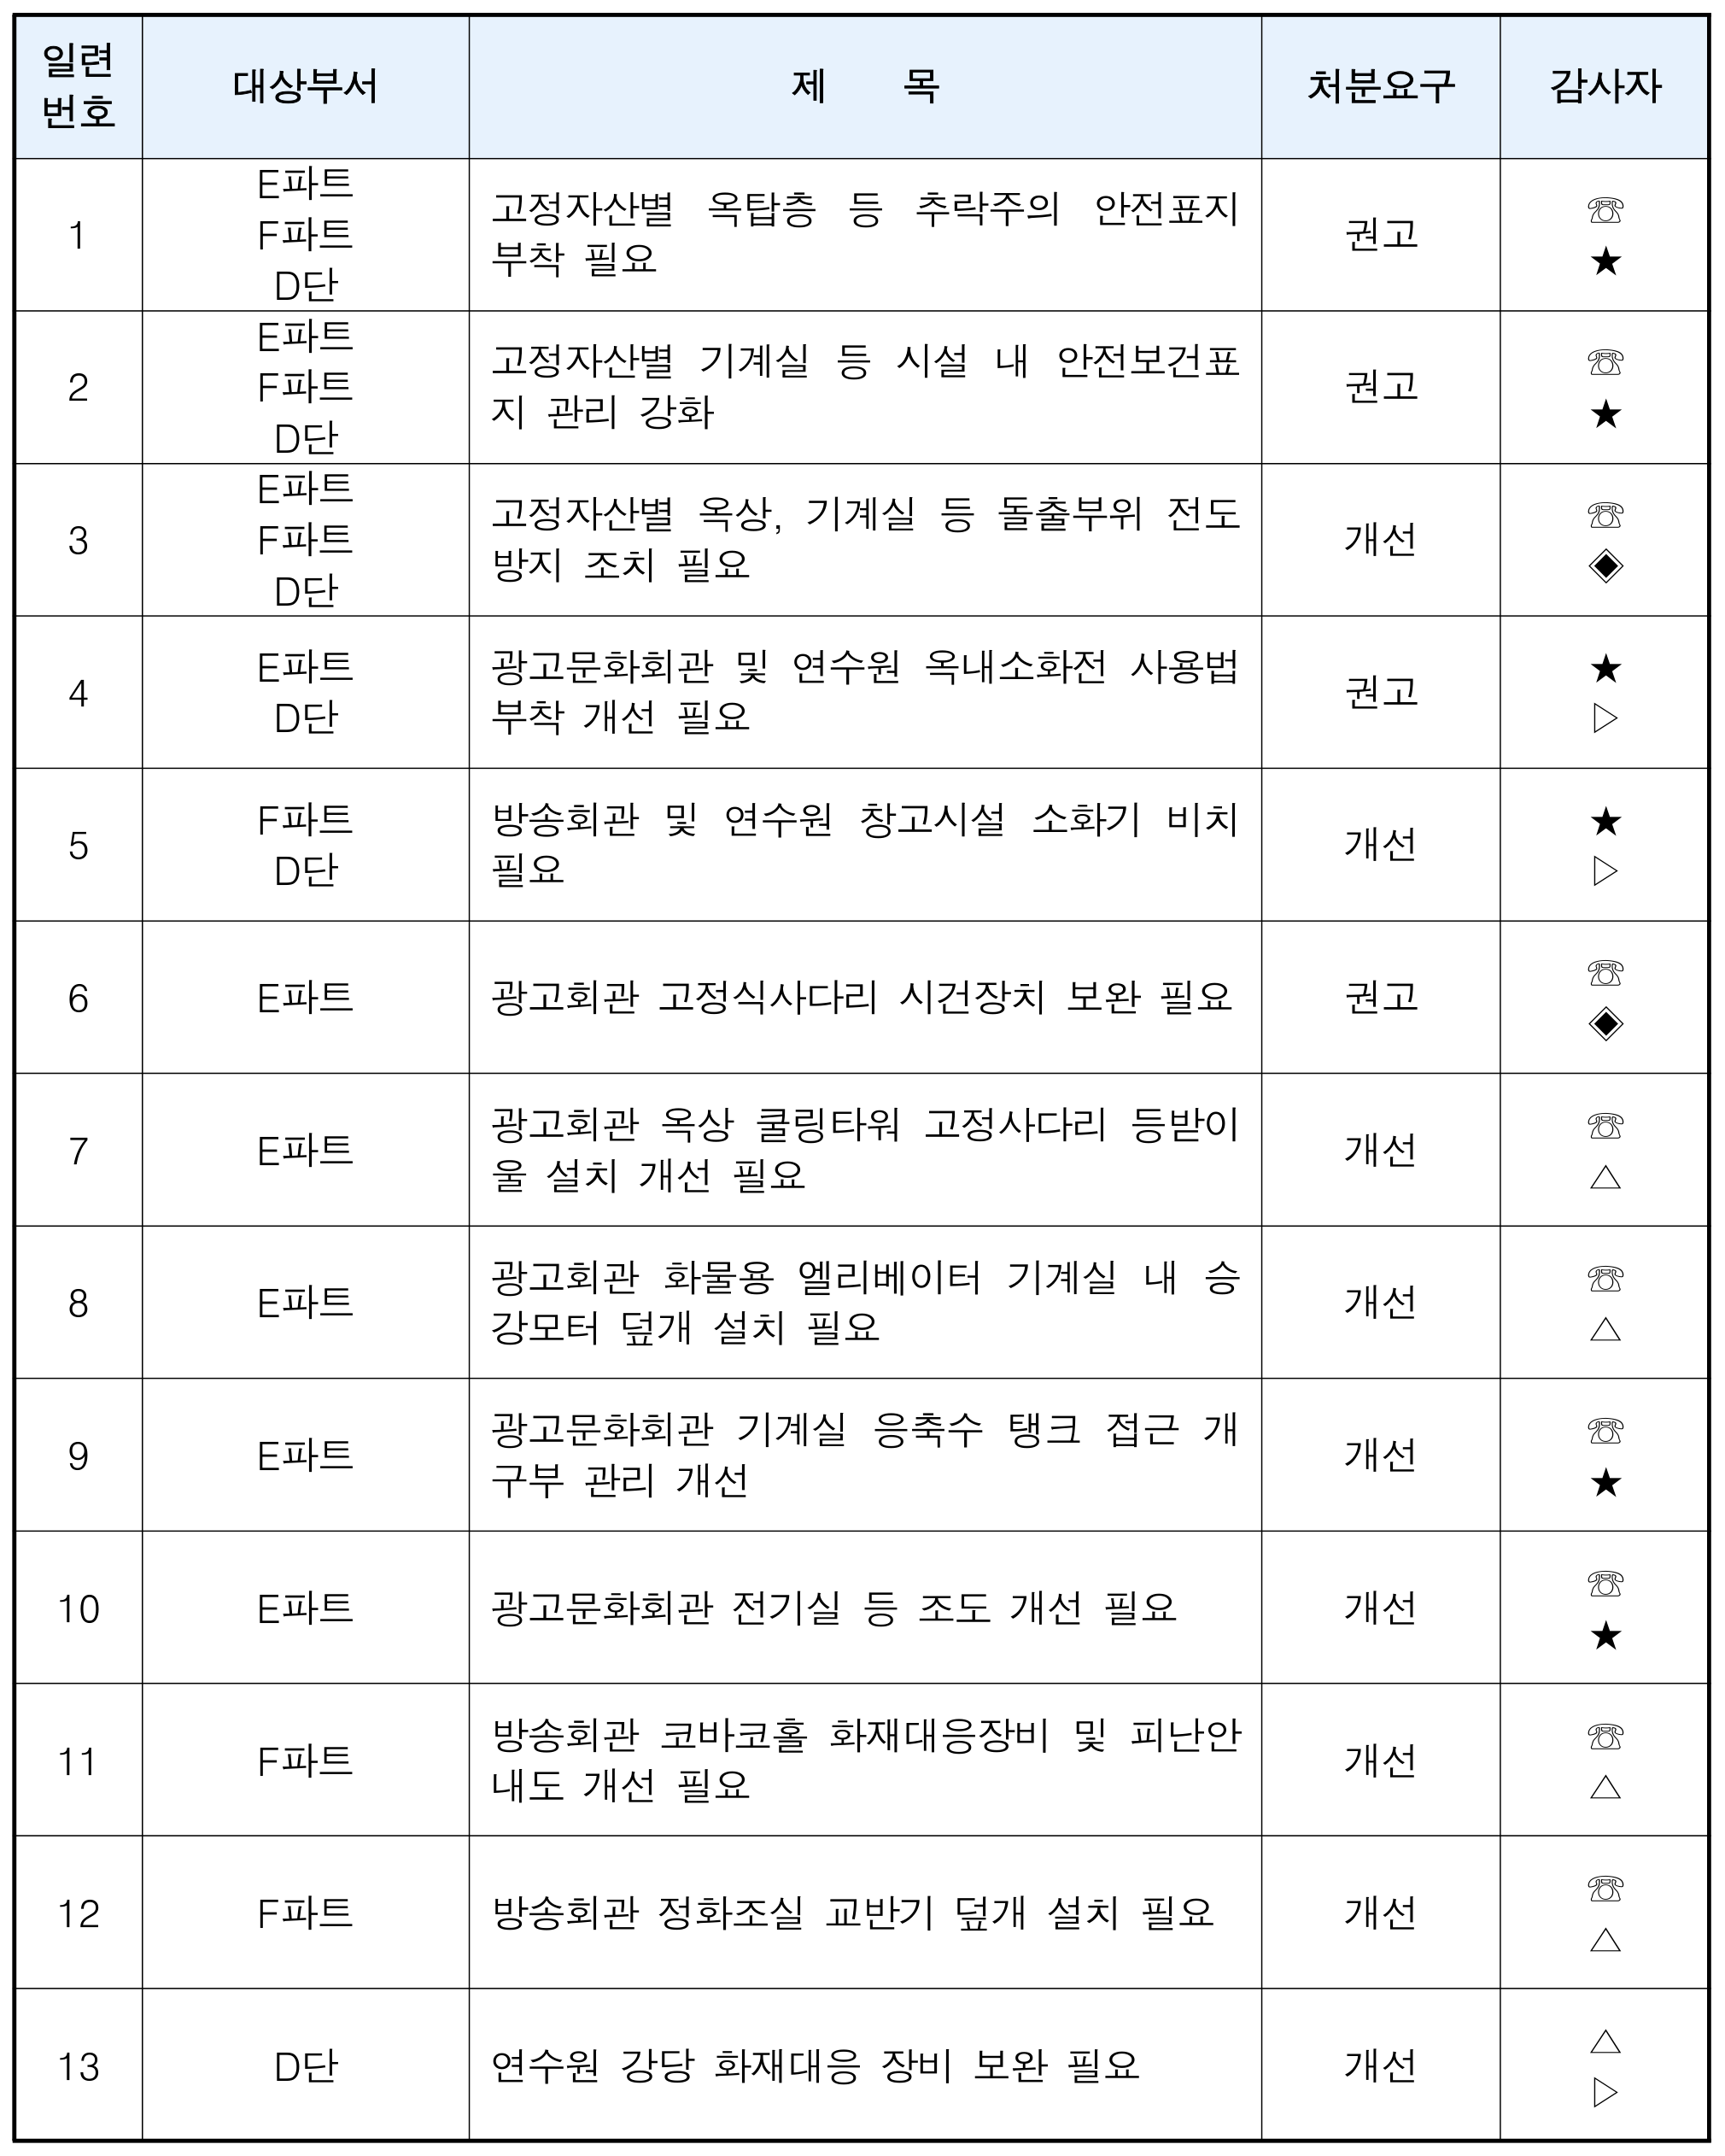 일련
번호
대상부서
제 목
처분요구
감사자
1
E파트
F파트
D단
고정자산별 옥탑층 등 추락주의 안전표지
부착 필요
권고
☏
★
2
E파트
F파트
D단
고정자산별 기계실 등 시설 내 안전보건표
지 관리 강화
권고
☏
★
3
E파트
F파트
D단
고정자산별 옥상, 기계실 등 돌출부위 전도
방지 조치 필요
개선
☏
◈
4
E파트
D단
광고문화회관 및 연수원 옥내소화전 사용법
부착 개선 필요
권고
★
▷
5
F파트
D단
방송회관 및 연수원 창고시설 소화기 비치
필요
개선
★
▷
6
E파트
광고회관 고정식사다리 시건장치 보완 필요
권고
☏
◈
7
E파트
광고회관 옥상 쿨링타워 고정사다리 등받이
울 설치 개선 필요
개선
☏
△
8
E파트
광고회관 화물용 엘리베이터 기계실 내 승
강모터 덮개 설치 필요
개선
☏
△
9
E파트
광고문화회관 기계실 응축수 탱크 접근 개
구부 관리 개선
개선
☏
★
10
E파트
광고문화회관 전기실 등 조도 개선 필요
개선
☏
★
11
F파트
방송회관 코바코홀 화재대응장비 및 피난안
내도 개선 필요
개선
☏
△
12
F파트
방송회관 정화조실 교반기 덮개 설치 필요
개선
☏
△
13
D단
연수원 강당 화재대응 장비 보완 필요
개선
△
▷